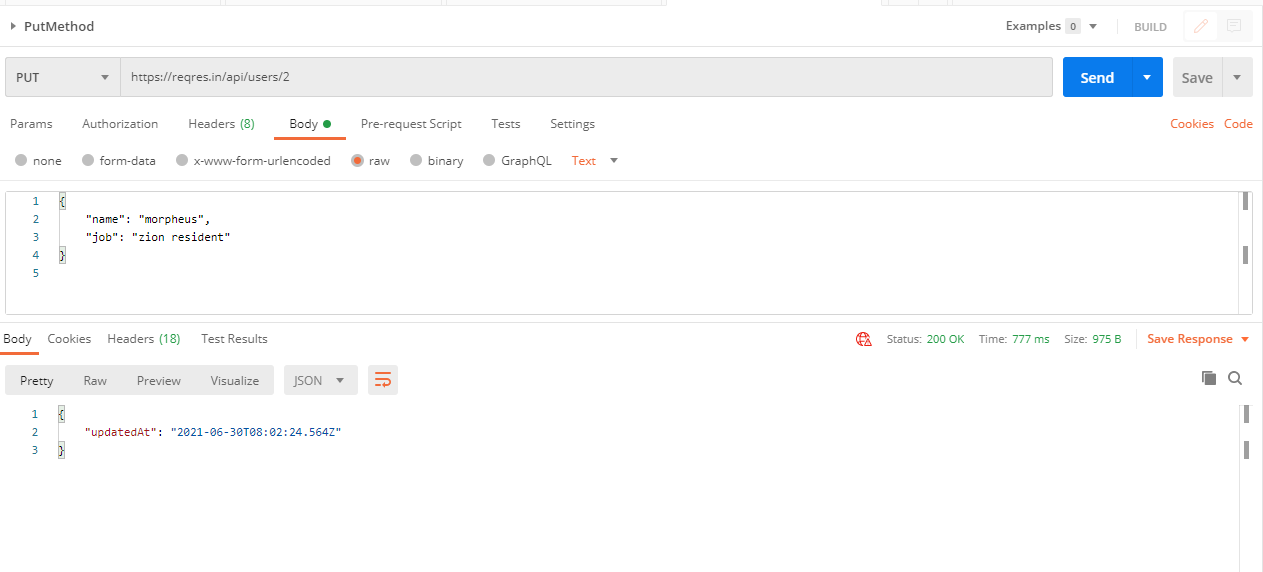 PutMethod Examples 0 BUILD
PUT https://reqres.in/api/users/2 Send Save
Params Authorization Headers (8) Body Pre-request Script Tests Settings Cookies Code
none form-data x-www-form-urlencoded raw binary GraphQL Text
1 {
2 "name": "morpheus",
3 "job": "zion resident"
4 }
5
Body Cookies Headers (18) Test Results Status: 200 OK Time: 777 ms Size: 975 B Save Response
Pretty Raw Preview Visualize JSON
1 {
2 "updatedAt": "2021-06-30T08:02:24.564Z"
3 }